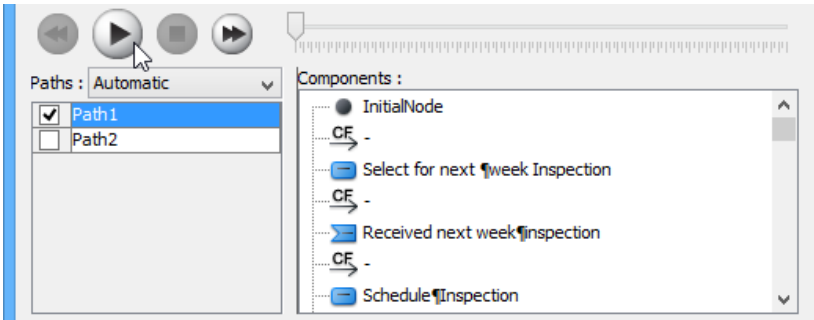 Paths : Automatic
Components :
Path1
Path2
InitialNode
CF -
Select for next ¶week Inspection
CF -
Received next week¶inspection
CF -
Schedule¶Inspection